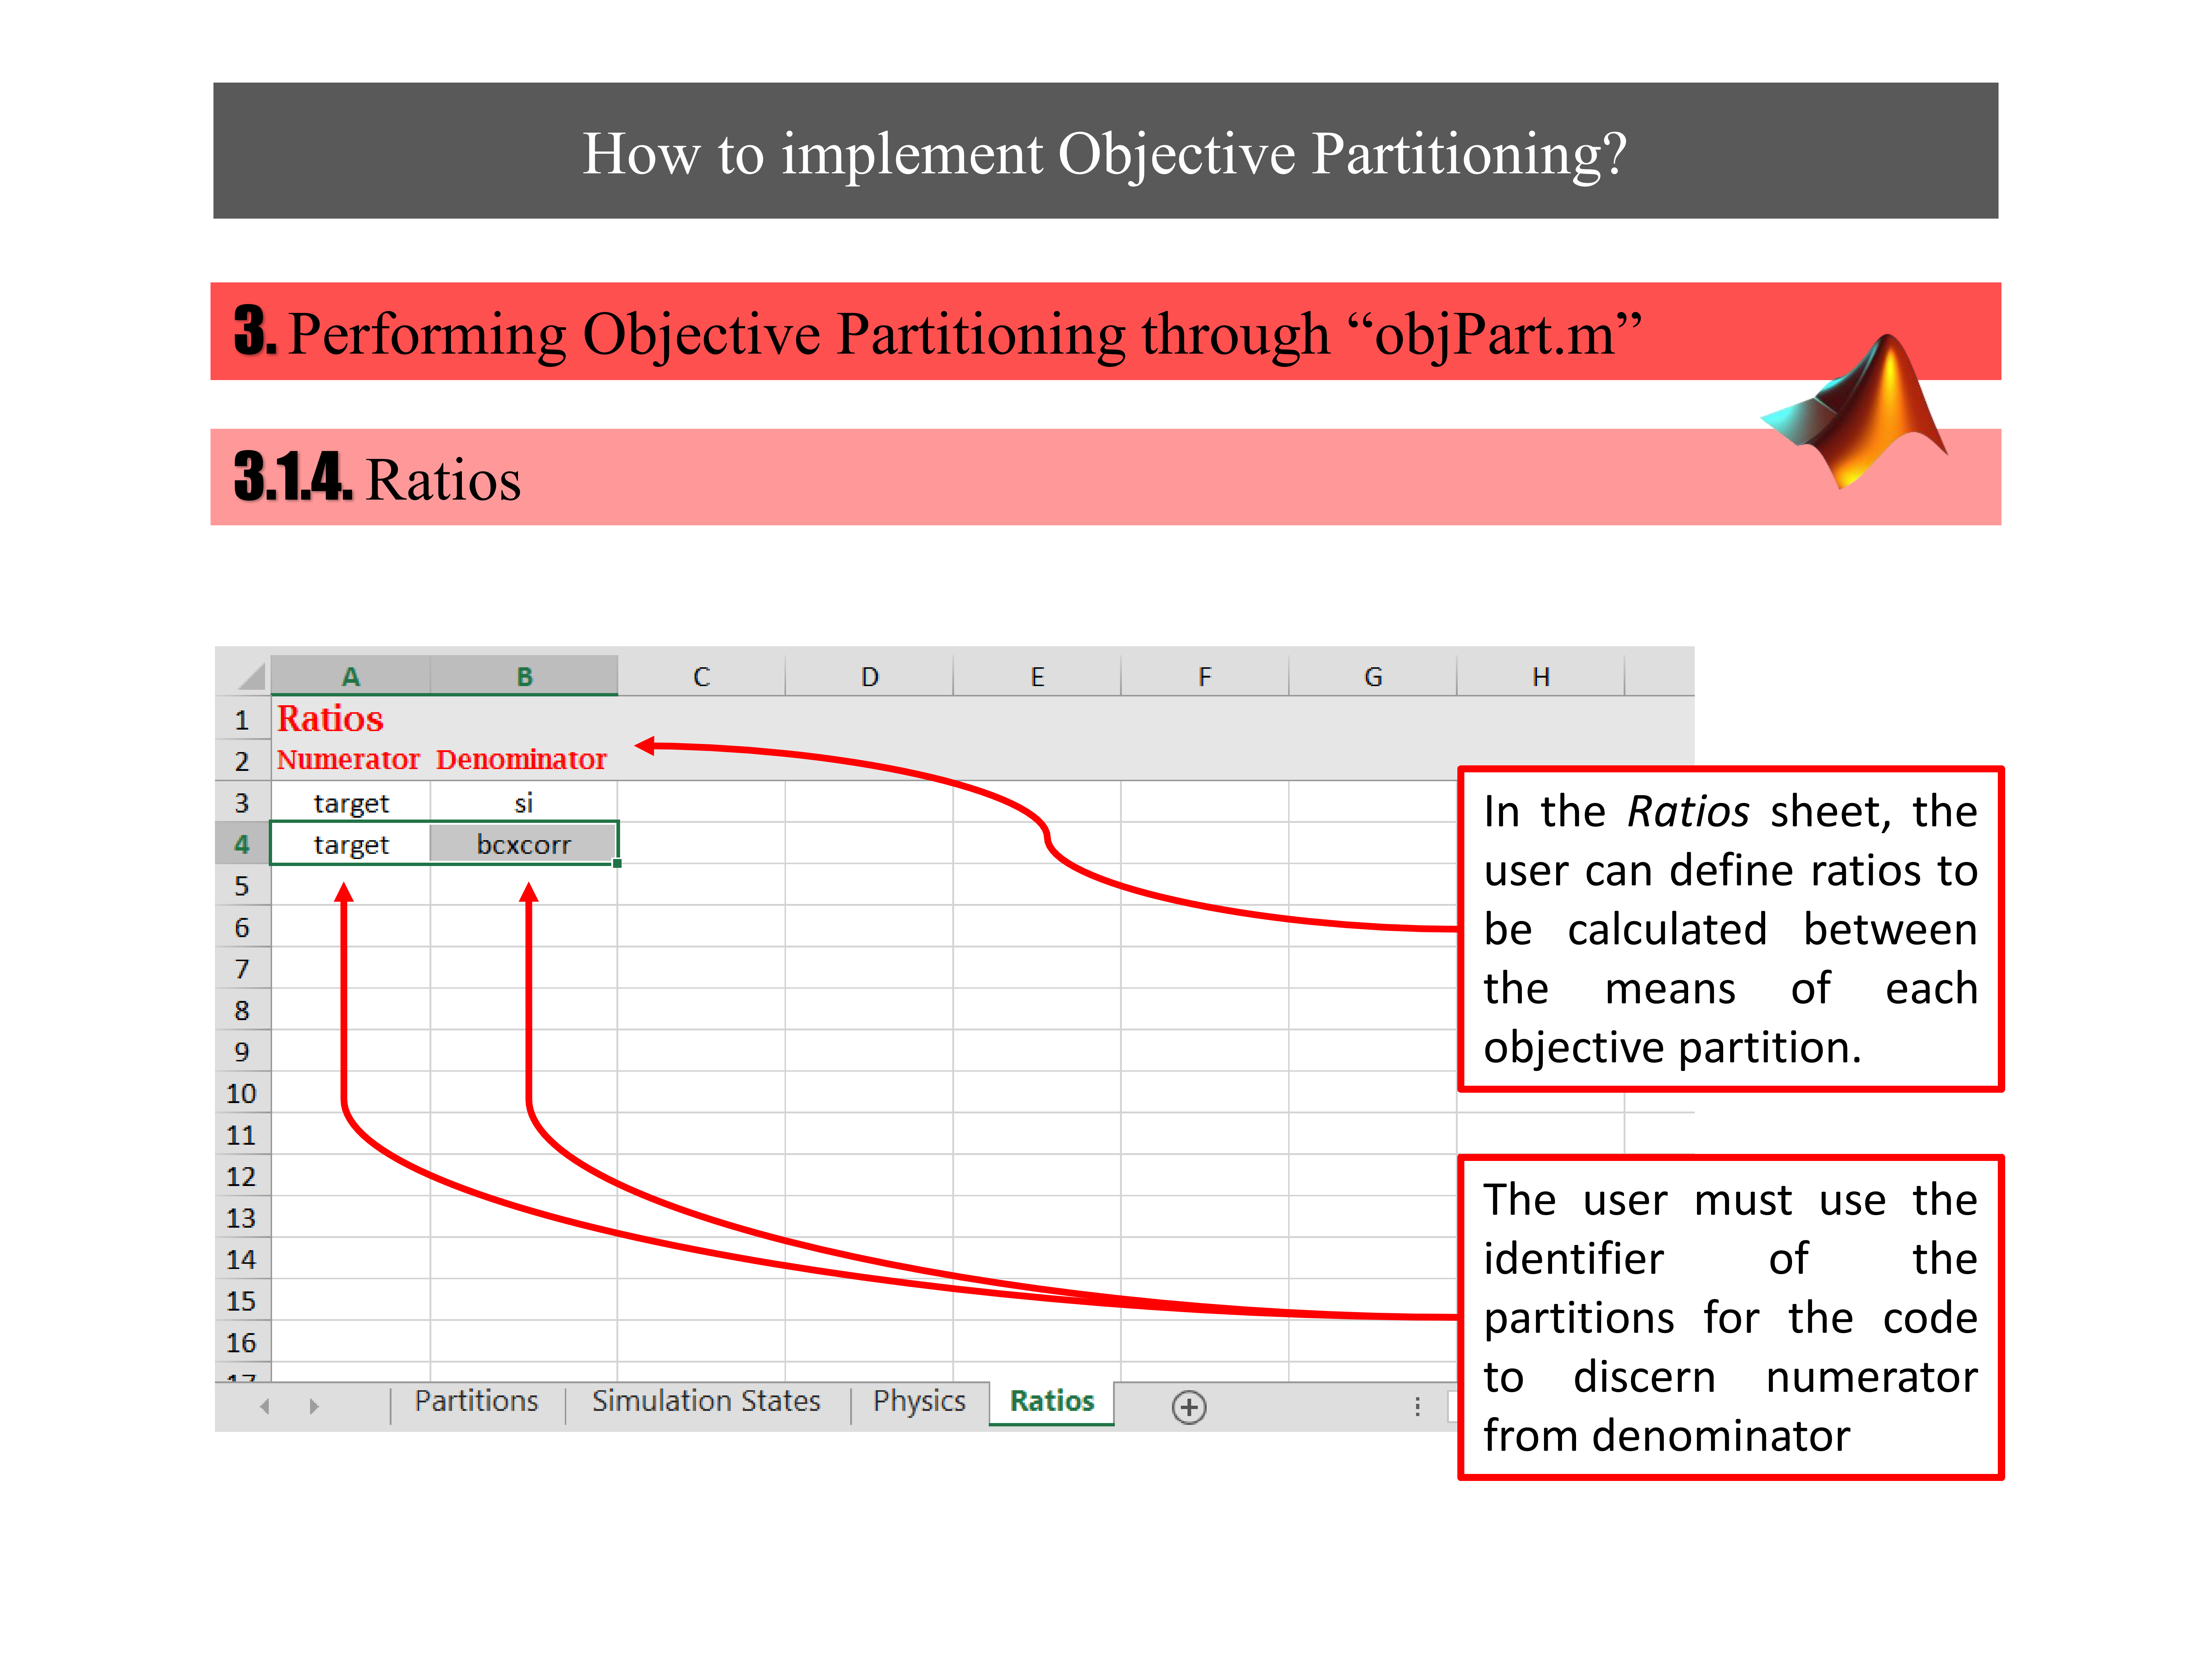 How to implement Objective Partitioning?
3. Performing Objective Partitioning through “objPart.m”
3.1.4. Ratios
A B C D E F G H
1 Ratios
2 Numerator Denominator
3 target si
4 target bcxcorr
5
6
7
8
9
10
11
12
13
14
15
16
17
Partitions Simulation States Physics Ratios
In the Ratios sheet, the
user can define ratios to
be calculated between
the means of each
objective partition.
The user must use the
identifier of the
partitions for the code
to discern numerator
from denominator